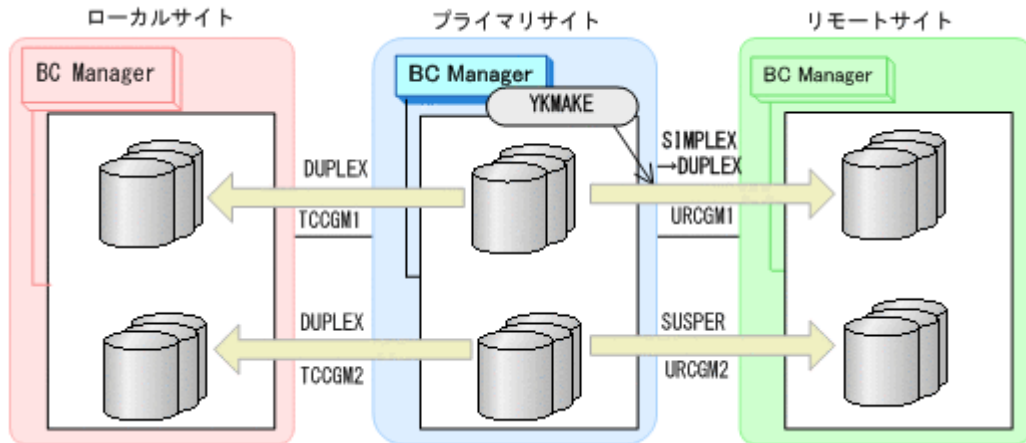 ローカルサイト
プライマリサイト
リモートサイト
BC Manager
BC Manager
BC Manager
YKMAKE
DUPLEX
TCCGM1
SIMPLEX
→DUPLEX
URCGM1
DUPLEX
TCCGM2
SUSPER
URCGM2